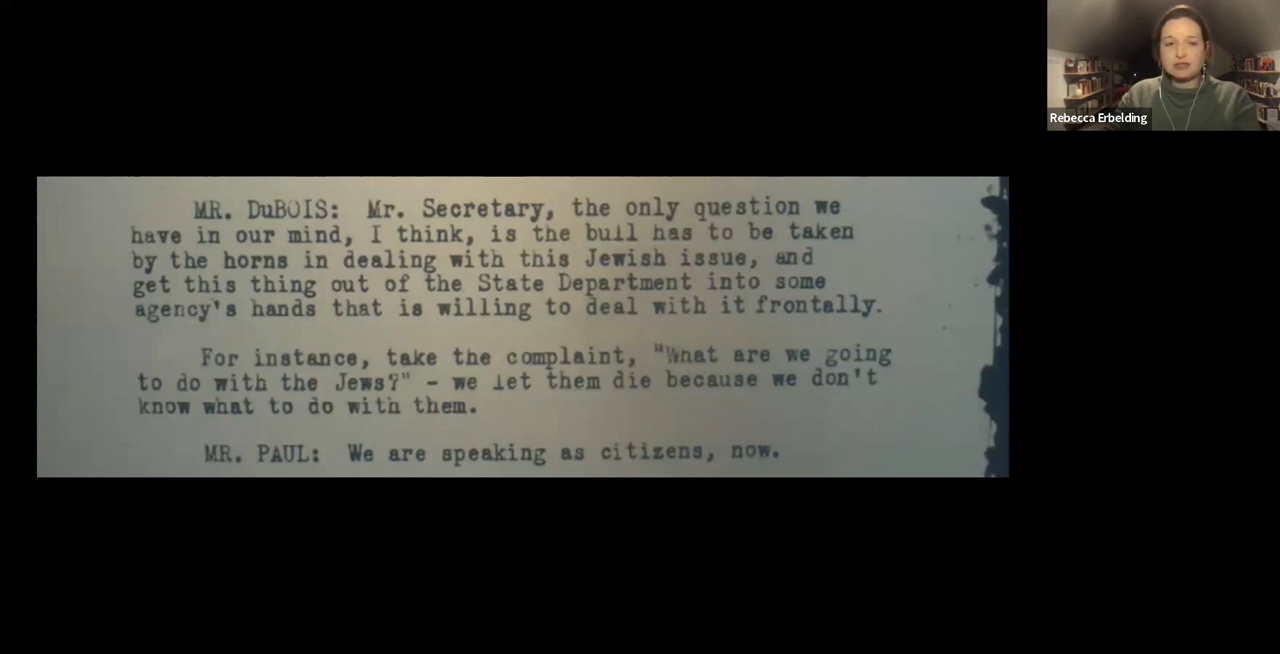 Rebecca Erbelding
MR. DuBOIS: Mr. Secretary, the only question we
have in our mind, I think, is the bull has to be taken
by the horns in dealing with this Jewish issue, and
get this thing out of the State Department into some
agency's hands that is willing to deal with it frontally.
For instance, take the complaint, "What are we going
to do with the Jews?" - we let them die because we don't
know what to do with them.
MR. PAUL: We are speaking as citizens, now.